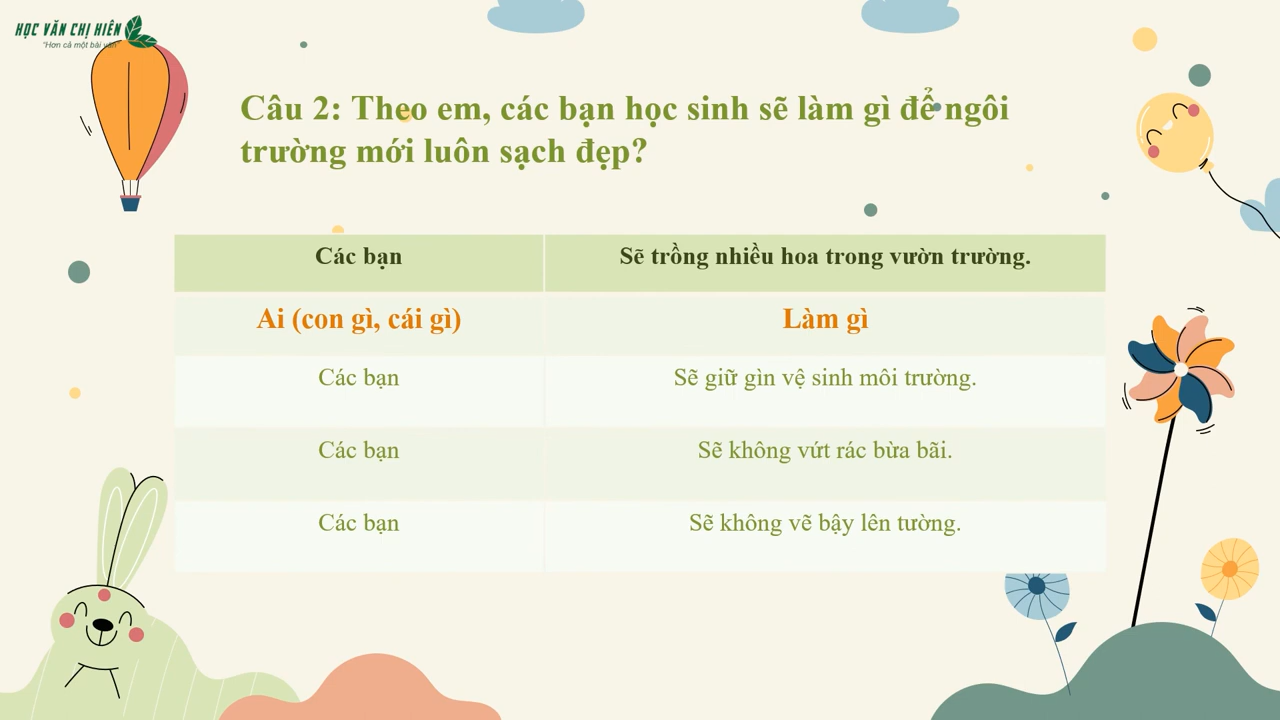 HỌC VĂN CHỊ HIÊN
"Hơn cả một bài văn"
Câu 2: Theo em, các bạn học sinh sẽ làm gì để ngôi
trường mới luôn sạch đẹp?
Các bạn
Sẽ trồng nhiều hoa trong vườn trường.
Ai (con gì, cái gì)
Làm gì
Các bạn
Sẽ giữ gìn vệ sinh môi trường.
Các bạn
Sẽ không vứt rác bừa bãi.
Các bạn
Sẽ không vẽ bậy lên tường.